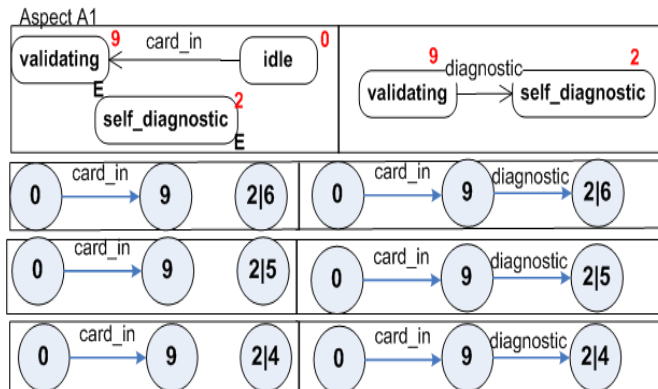 Aspect A1
validating 9 card_in idle 0
E
self_diagnostic 2
E
validating 9 diagnostic self_diagnostic 2
0 card_in 9 2|6
0 card_in 9 diagnostic 2|6
0 card_in 9 2|5
0 card_in 9 diagnostic 2|5
0 card_in 9 2|4
0 card_in 9 diagnostic 2|4